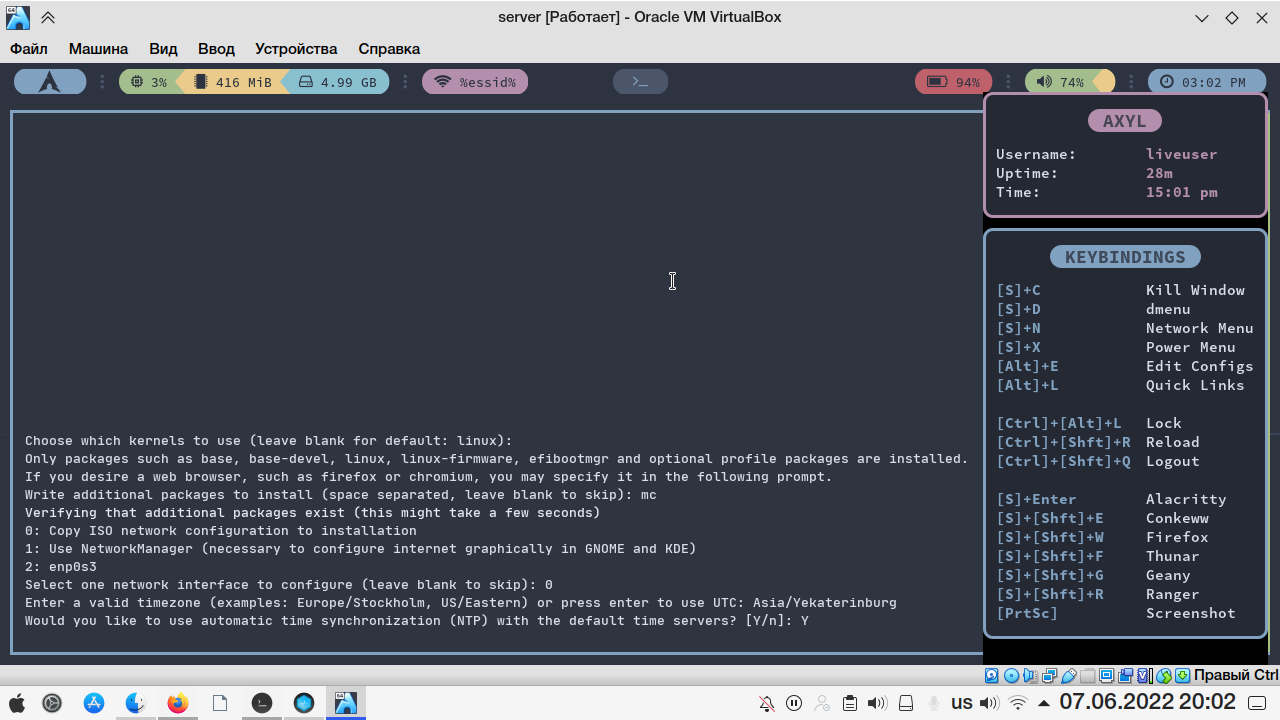 server [Работает] - Oracle VM VirtualBox
Файл Машина Вид Ввод Устройства Справка
3% 416 MiB 4.99 GB %essid% >_ 94% 74% 03:02 PM
AXYL
Username: liveuser
Uptime: 28m
Time: 15:01 pm
KEYBINDINGS
[S]+C Kill Window
[S]+D dmenu
[S]+N Network Menu
[S]+X Power Menu
[Alt]+E Edit Configs
[Alt]+L Quick Links
[Ctrl]+[Alt]+L Lock
[Ctrl]+[Shft]+R Reload
[Ctrl]+[Shft]+Q Logout
[S]+Enter Alacritty
[S]+[Shft]+E Conkeww
[S]+[Shft]+W Firefox
[S]+[Shft]+F Thunar
[S]+[Shft]+G Geany
[S]+[Shft]+R Ranger
[PrtSc] Screenshot
Choose which kernels to use (leave blank for default: linux):
Only packages such as base, base-devel, linux, linux-firmware, efibootmgr and optional profile packages are installed.
If you desire a web browser, such as firefox or chromium, you may specify it in the following prompt.
Write additional packages to install (space separated, leave blank to skip): mc
Verifying that additional packages exist (this might take a few seconds)
0: Copy ISO network configuration to installation
1: Use NetworkManager (necessary to configure internet graphically in GNOME and KDE)
2: enp0s3
Select one network interface to configure (leave blank to skip): 0
Enter a valid timezone (examples: Europe/Stockholm, US/Eastern) or press enter to use UTC: Asia/Yekaterinburg
Would you like to use automatic time synchronization (NTP) with the default time servers? [Y/n]: Y
Правый Ctrl
us 07.06.2022 20:02